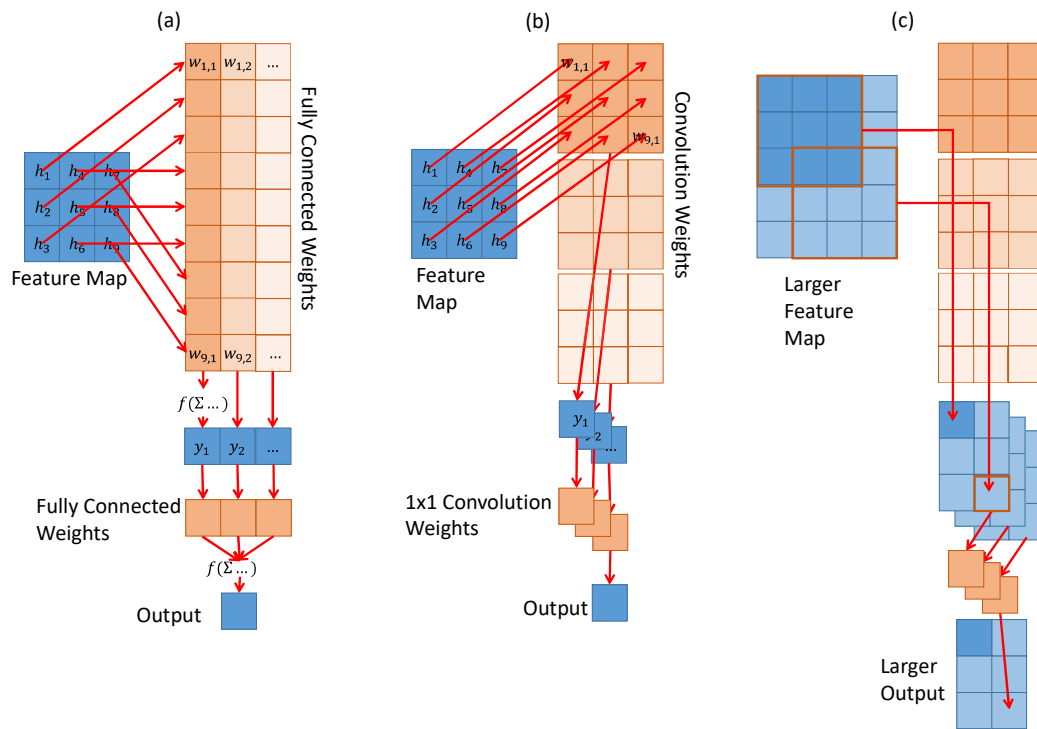 (a)
(b)
(c)
w1,1
w1,2
...
Fully Connected Weights
h1
h4
h7
h2
h5
h8
h3
h6
h9
Feature Map
w9,1
w9,2
...
f(Σ ...)
y1
y2
...
Fully Connected
Weights
f(Σ ...)
Output
w1,1
w9,1
Convolution Weights
h1
h4
h7
h2
h5
h8
h3
h6
h9
Feature
Map
y1
y2
...
1x1 Convolution
Weights
Output
Larger
Feature
Map
Larger
Output